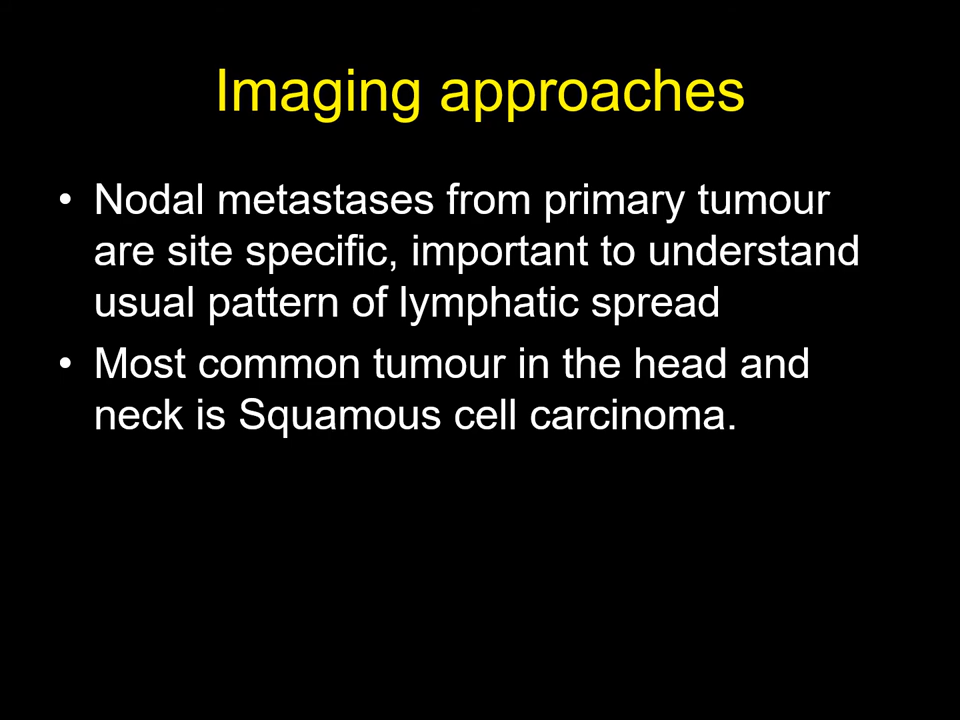 Imaging approaches
• Nodal metastases from primary tumour
are site specific, important to understand
usual pattern of lymphatic spread
• Most common tumour in the head and
neck is Squamous cell carcinoma.